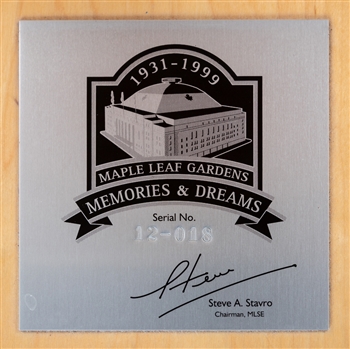 1931-1999
MAPLE LEAF GARDENS
MEMORIES & DREAMS
Serial No.
12-018
Steve A. Stavro
Chairman, MLSE